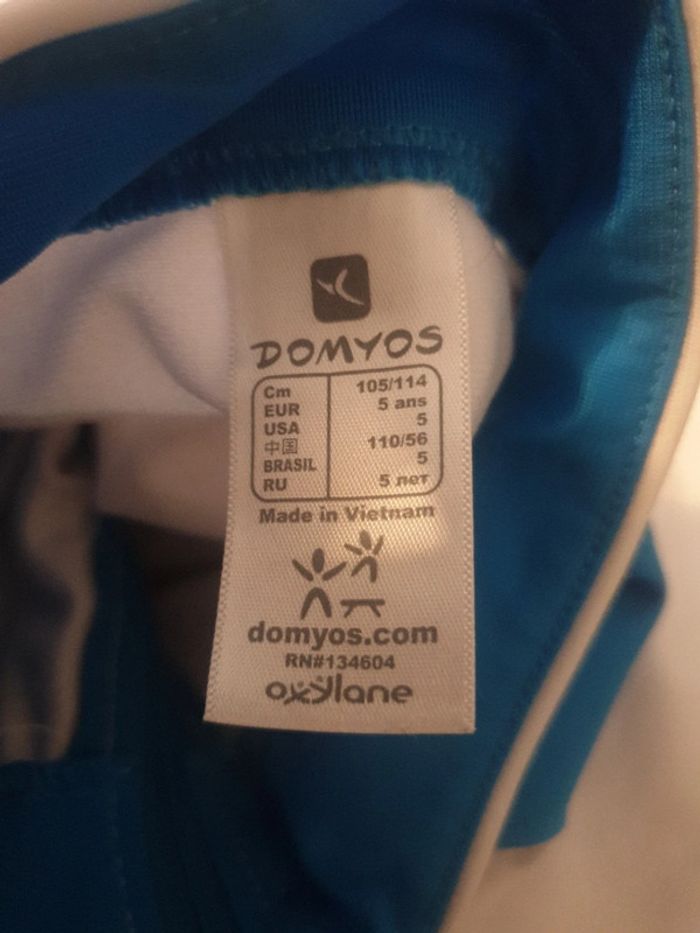 DOMYOS
Cm 105/114
EUR 5 ans
USA 5
中国 110/56
BRASIL 5
RU 5 лет
Made in Vietnam
domyos.com
RN#134604
oxylane